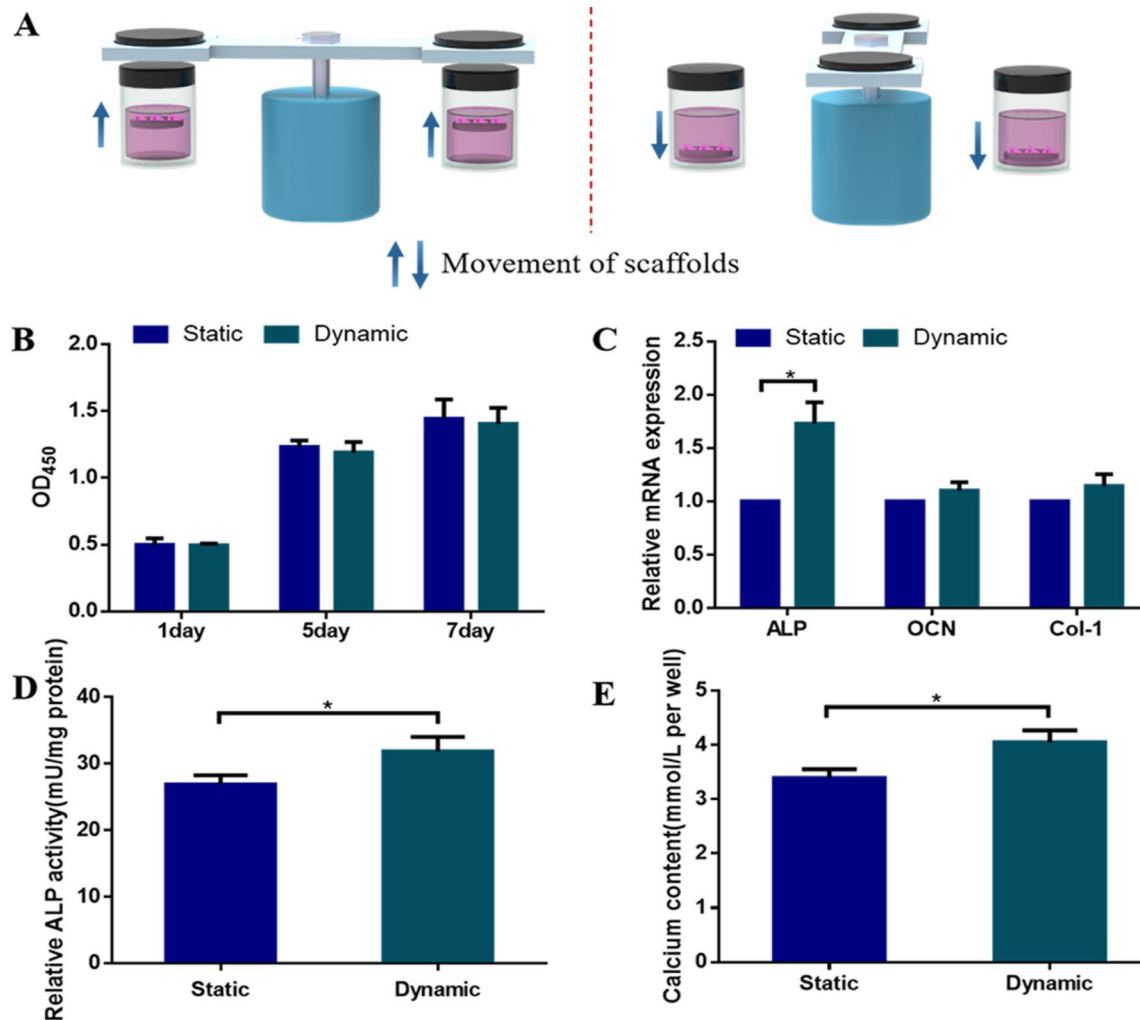 A
Movement of scaffolds
B
Static Dynamic
OD450
2.0
1.5
1.0
0.5
0.0
1day 5day 7day
C
Static Dynamic
Relative mRNA expression
2.5
2.0
1.5
1.0
0.5
0.0
*
ALP OCN Col-1
D
Relative ALP activity(mU/mg protein)
40
30
20
10
0
*
Static Dynamic
E
Calcium content(mmol/L per well)
5
4
3
2
1
0
*
Static Dynamic